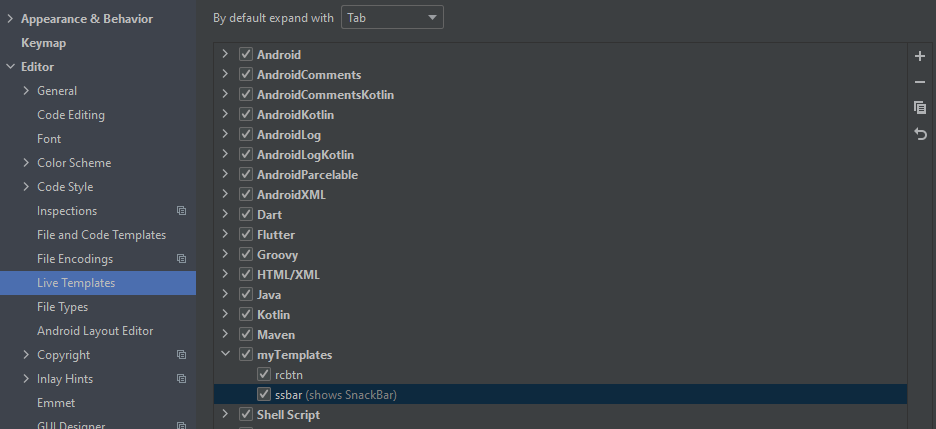 Appearance & Behavior
Keymap
Editor
General
Code Editing
Font
Color Scheme
Code Style
Inspections
File and Code Templates
File Encodings
Live Templates
File Types
Android Layout Editor
Copyright
Inlay Hints
Emmet
GUI Designer
By default expand with Tab
Android
AndroidComments
AndroidCommentsKotlin
AndroidKotlin
AndroidLog
AndroidLogKotlin
AndroidParcelable
AndroidXML
Dart
Flutter
Groovy
HTML/XML
Java
Kotlin
Maven
myTemplates
rcbtn
ssbar (shows SnackBar)
Shell Script